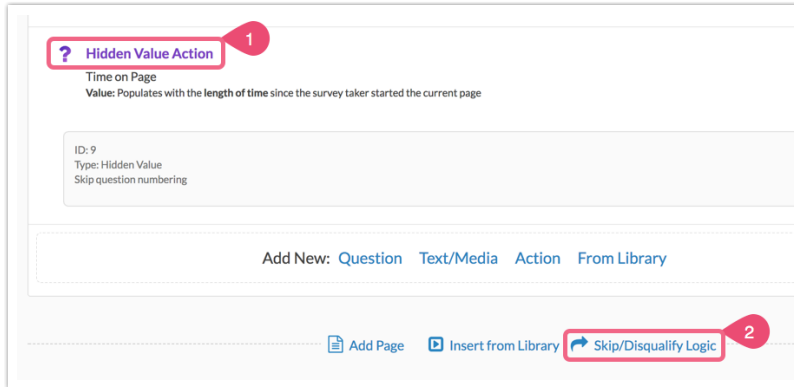 1
? Hidden Value Action
Time on Page
Value: Populates with the length of time since the survey taker started the current page
ID: 9
Type: Hidden Value
Skip question numbering
Add New: Question Text/Media Action From Library
2
Add Page Insert from Library Skip/Disqualify Logic